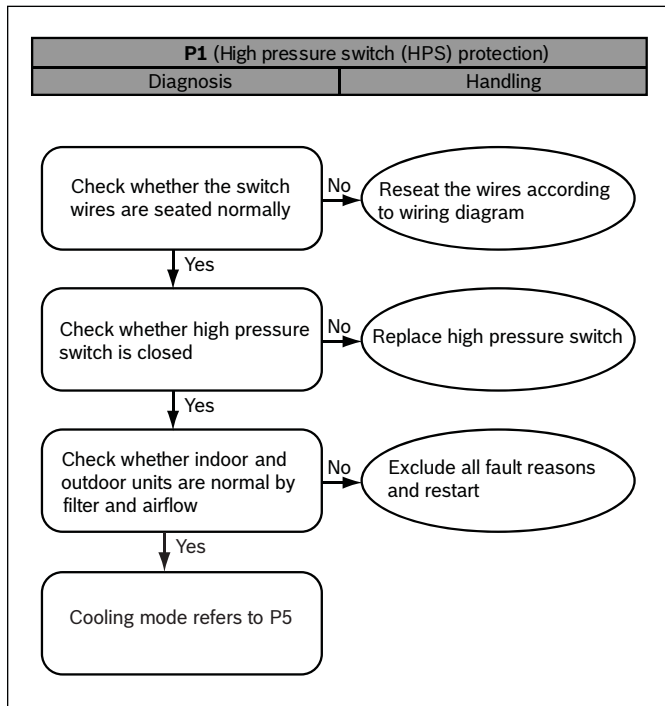 P1 (High pressure switch (HPS) protection)
Diagnosis
Handling
Check whether the switch
wires are seated normally
No
Reseat the wires according
to wiring diagram
Yes
Check whether high pressure
switch is closed
No
Replace high pressure switch
Yes
Check whether indoor and
outdoor units are normal by
filter and airflow
No
Exclude all fault reasons
and restart
Yes
Cooling mode refers to P5